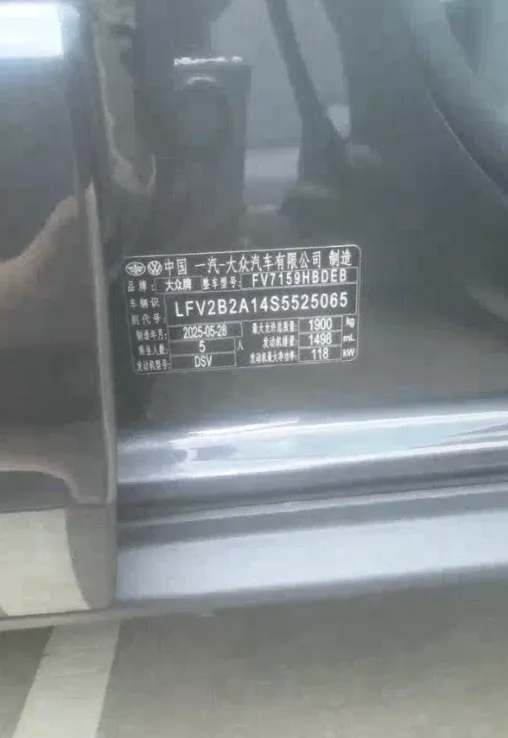 中国 一汽-大众汽车有限公司 制造
品牌: 大众牌 整车型号: FV7159HBDEB
车辆识别代号: LFV2B2A14S5525065
制造年月: 2025-05-28 最大允许总质量: 1900 kg
乘坐人数: 5 人 发动机排量: 1498 mL
发动机型号: DSV 发动机最大净功率: 118 kW